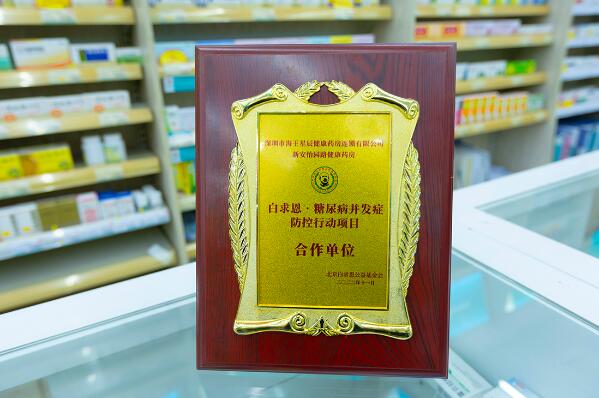 深圳市海王星辰健康药房连锁有限公司
新安怡园路健康药房
白求恩·糖尿病并发症
防控行动项目
合作单位
北京白求恩公益基金会
二〇二三年十一月